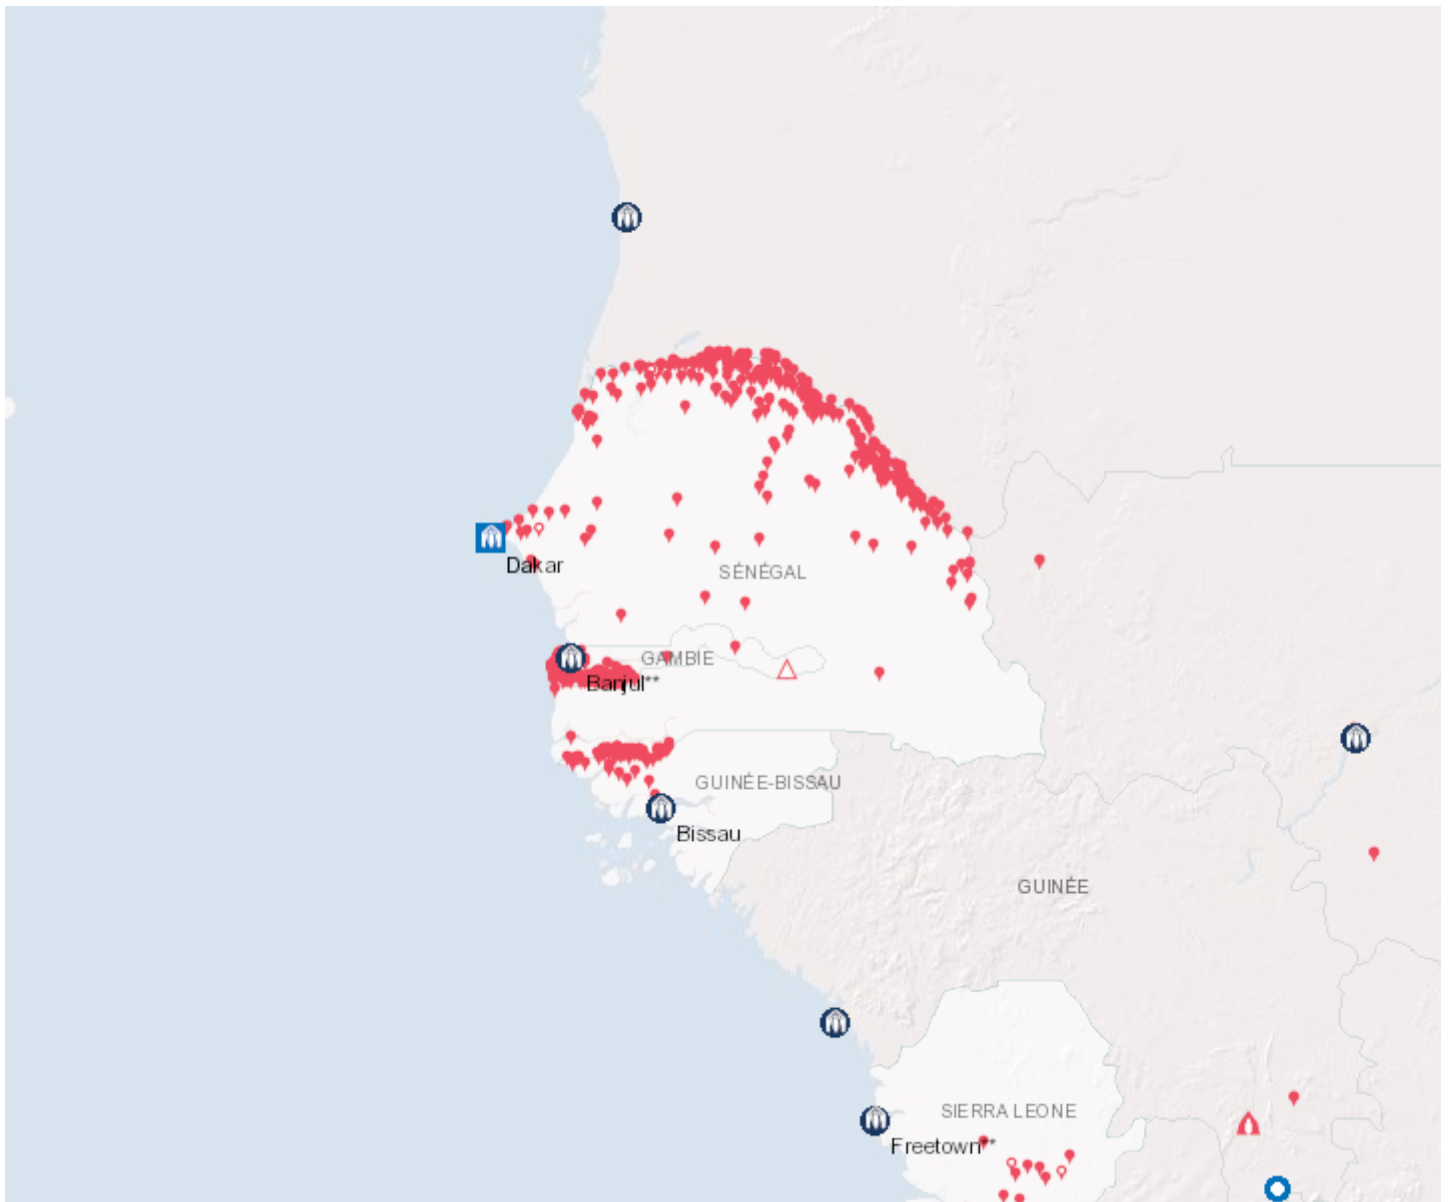 Dakar
SÉNÉGAL
GAMBIE
Banjul**
GUINÉE-BISSAU
Bissau
GUINÉE
SIERRA LEONE
Freetown**